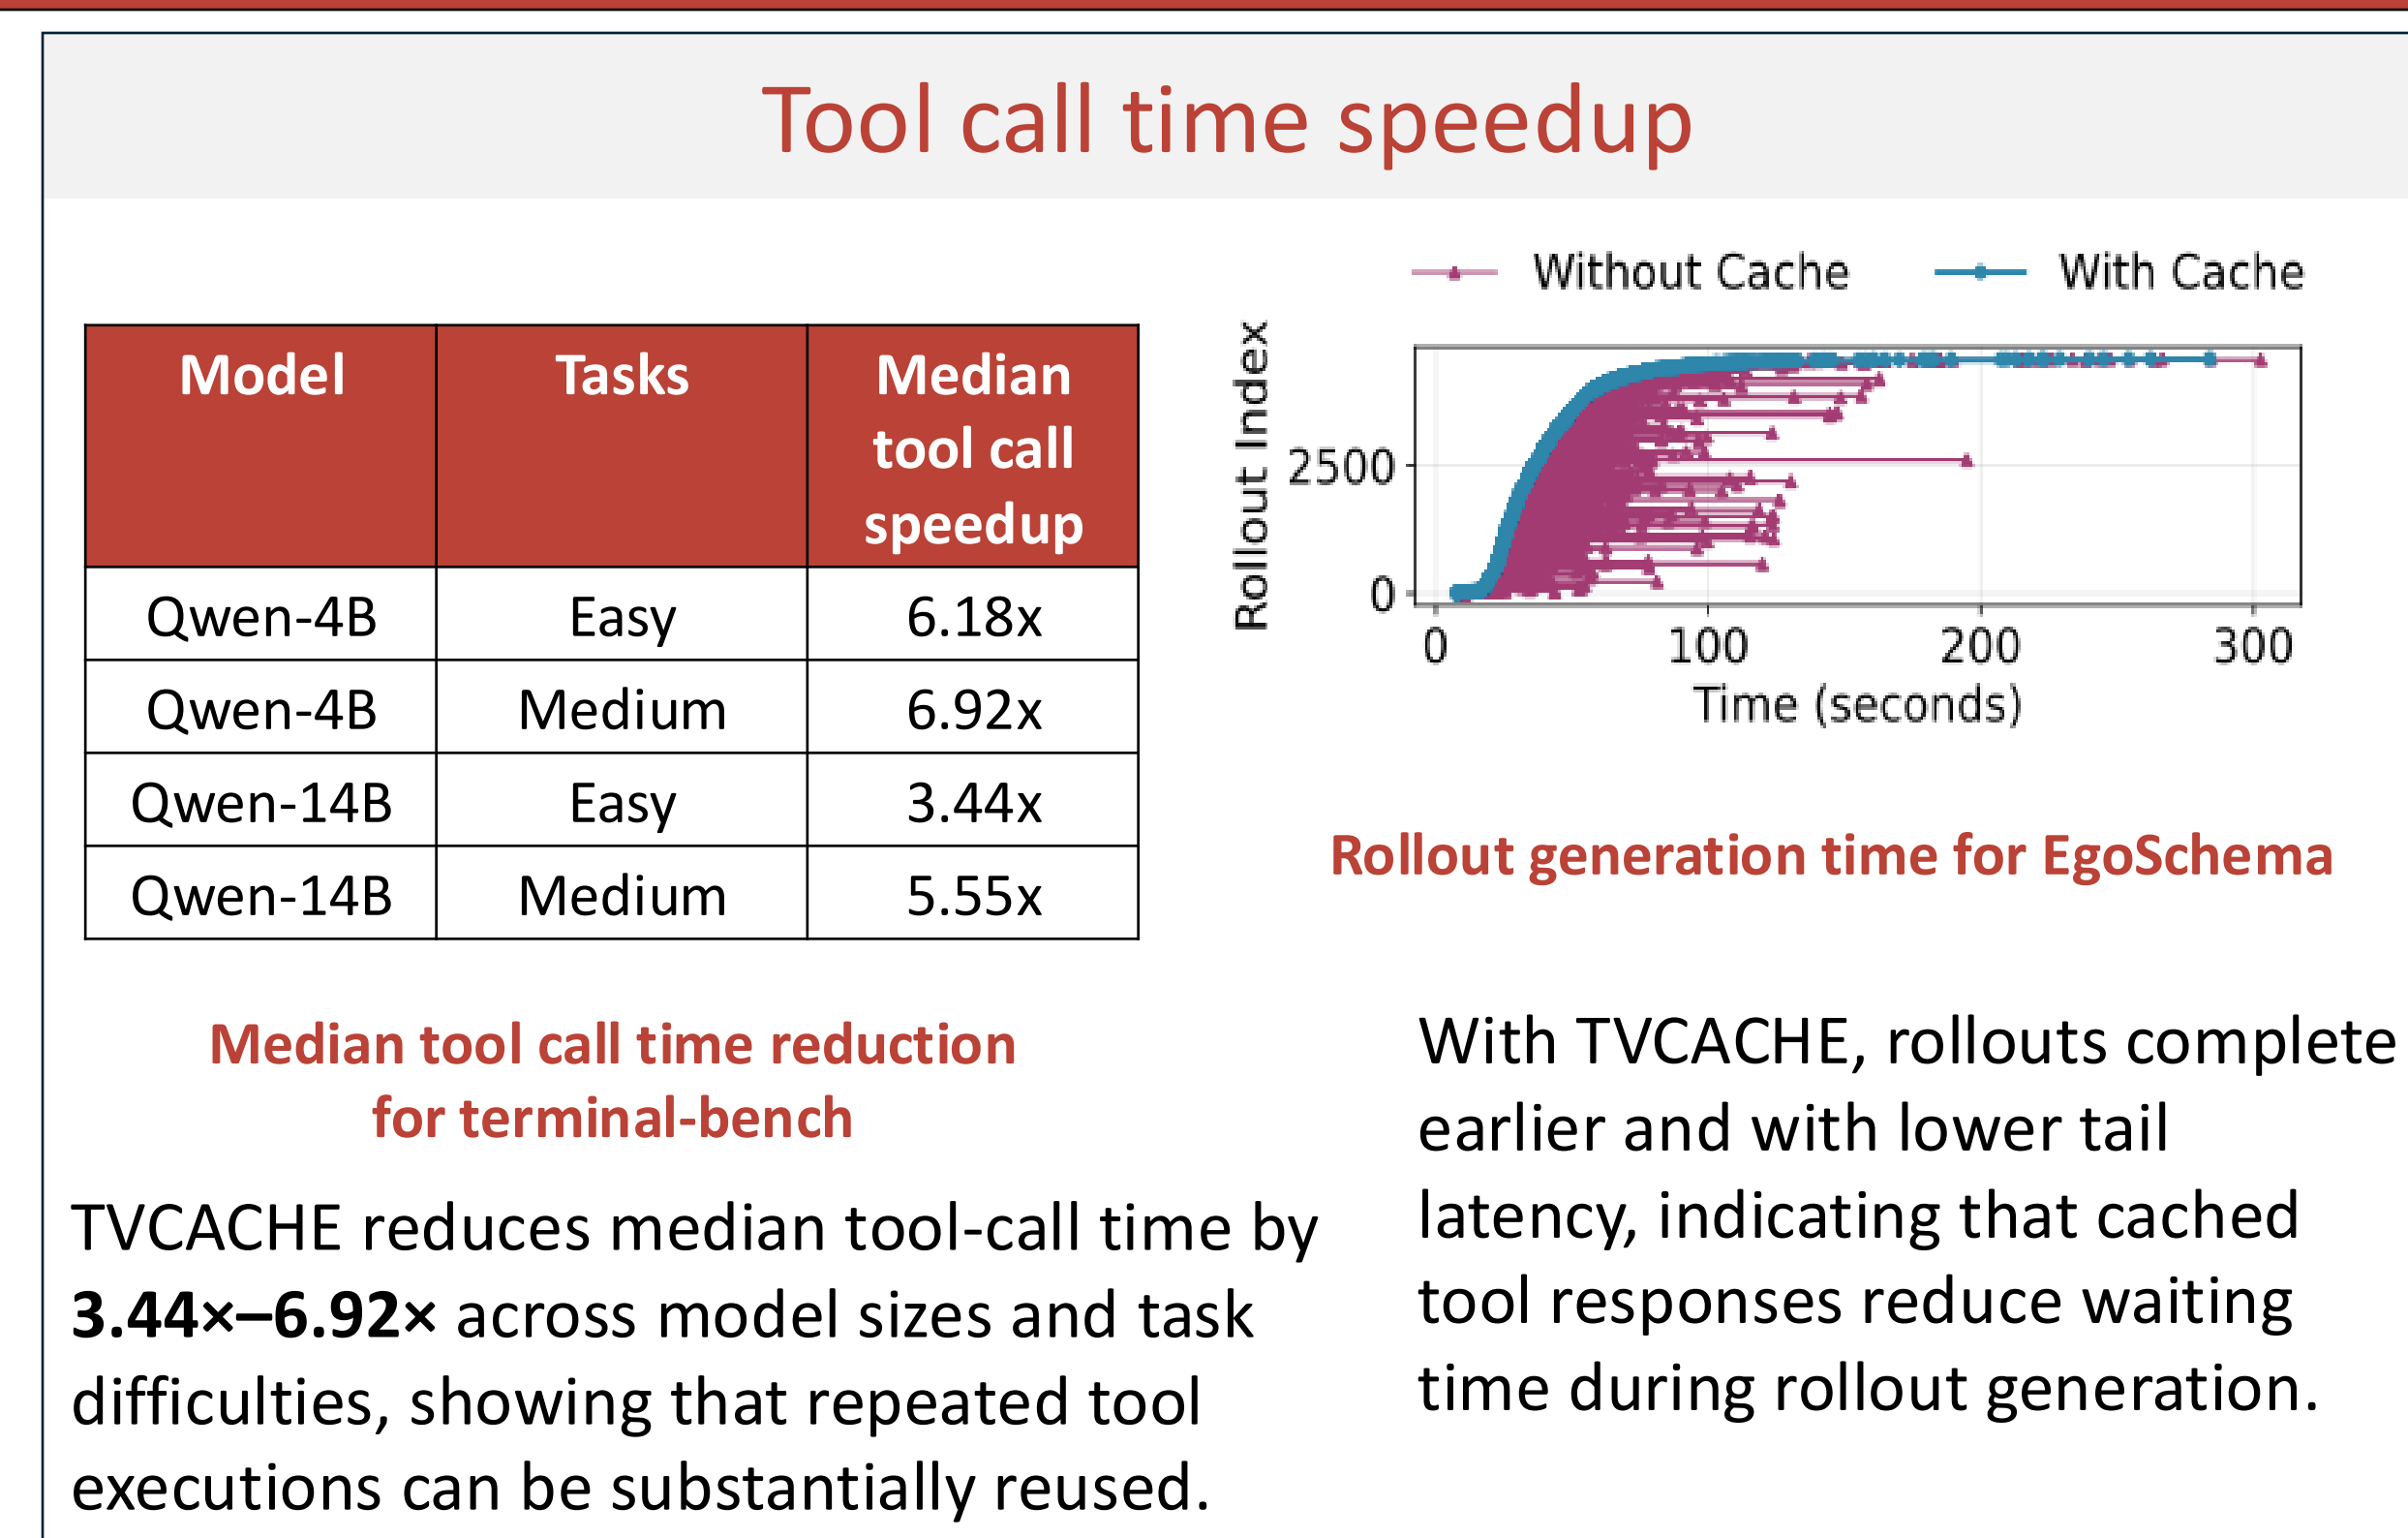 Tool call time speedup
Model Tasks Median
tool call
speedup
Qwen-4B Easy 6.18x
Qwen-4B Medium 6.92x
Qwen-14B Easy 3.44x
Qwen-14B Medium 5.55x
Median tool call time reduction
for terminal-bench
TVCACHE reduces median tool-call time by
3.44×–6.92× across model sizes and task
difficulties, showing that repeated tool
executions can be substantially reused.
Without Cache With Cache
Rollout Index
2500
0
0 100 200 300
Time (seconds)
Rollout generation time for EgoSchema
With TVCACHE, rollouts complete
earlier and with lower tail
latency, indicating that cached
tool responses reduce waiting
time during rollout generation.